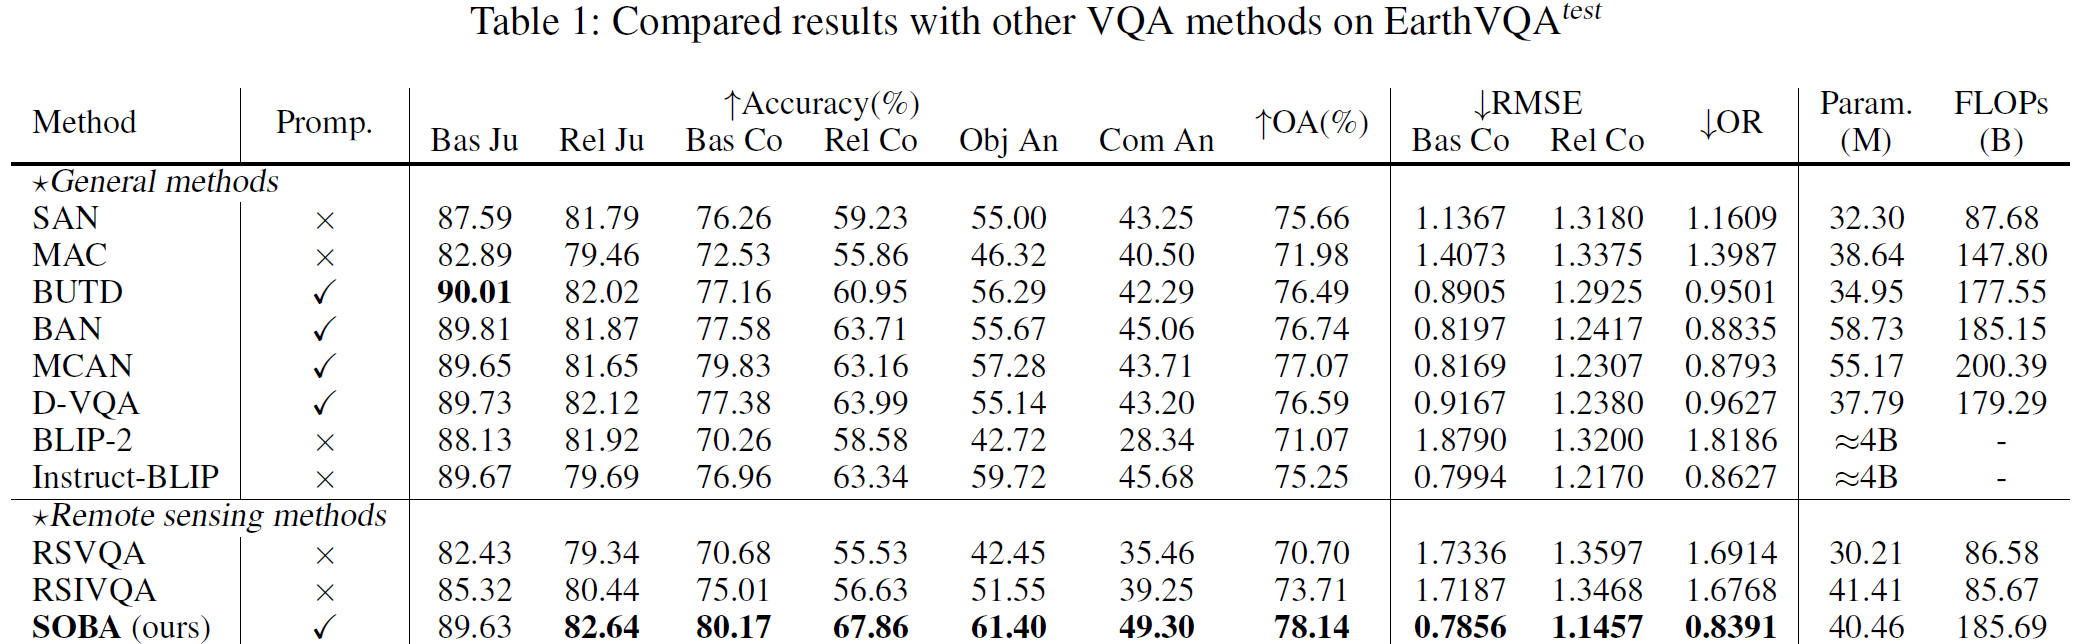 Table 1: Compared results with other VQA methods on EarthVQA^test
Method Promp. ↑Accuracy(%) ↑OA(%) ↓RMSE ↓OR Param. (M) FLOPs (B)
Bas Ju Rel Ju Bas Co Rel Co Obj An Com An Bas Co Rel Co
⋆General methods
SAN × 87.59 81.79 76.26 59.23 55.00 43.25 75.66 1.1367 1.3180 1.1609 32.30 87.68
MAC × 82.89 79.46 72.53 55.86 46.32 40.50 71.98 1.4073 1.3375 1.3987 38.64 147.80
BUTD ✓ 90.01 82.02 77.16 60.95 56.29 42.29 76.49 0.8905 1.2925 0.9501 34.95 177.55
BAN ✓ 89.81 81.87 77.58 63.71 55.67 45.06 76.74 0.8197 1.2417 0.8835 58.73 185.15
MCAN ✓ 89.65 81.65 79.83 63.16 57.28 43.71 77.07 0.8169 1.2307 0.8793 55.17 200.39
D-VQA ✓ 89.73 82.12 77.38 63.99 55.14 43.20 76.59 0.9167 1.2380 0.9627 37.79 179.29
BLIP-2 × 88.13 81.92 70.26 58.58 42.72 28.34 71.07 1.8790 1.3200 1.8186 ≈4B -
Instruct-BLIP × 89.67 79.69 76.96 63.34 59.72 45.68 75.25 0.7994 1.2170 0.8627 ≈4B -
⋆Remote sensing methods
RSVQA × 82.43 79.34 70.68 55.53 42.45 35.46 70.70 1.7336 1.3597 1.6914 30.21 86.58
RSIVQA × 85.32 80.44 75.01 56.63 51.55 39.25 73.71 1.7187 1.3468 1.6768 41.41 85.67
SOBA (ours) ✓ 89.63 82.64 80.17 67.86 61.40 49.30 78.14 0.7856 1.1457 0.8391 40.46 185.69